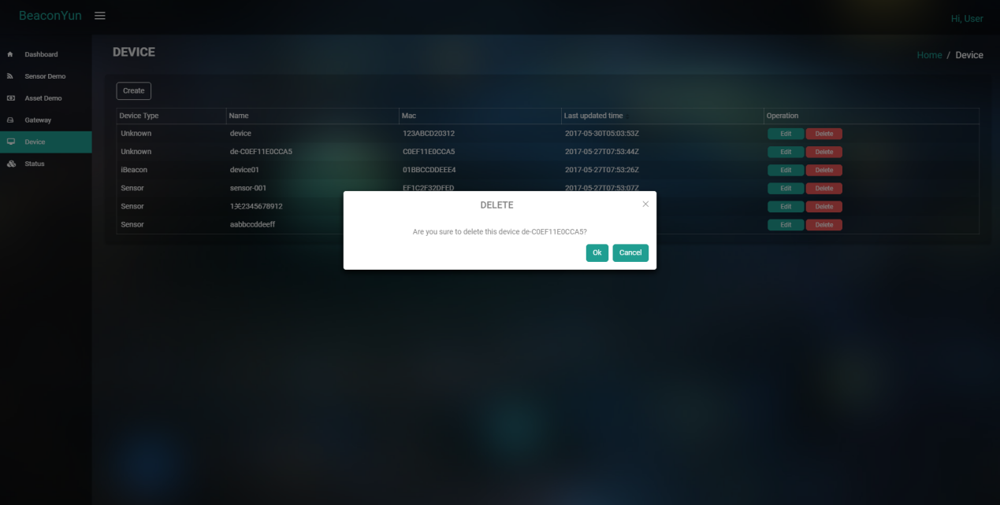 BeaconYun
Hi, User
Dashboard
Sensor Demo
Asset Demo
Gateway
Device
Status
DEVICE
Home / Device
Create
Device Type Name Mac Last updated time Operation
Unknown device 123ABCD20312 2017-05-30T05:03:53Z Edit Delete
Unknown de-C0EF11E0CCA5 C0EF11E0CCA5 2017-05-27T07:53:44Z Edit Delete
iBeacon device01 01BBCCDDEEE4 2017-05-27T07:53:26Z Edit Delete
Sensor sensor-001 EF1C2F32DFED 2017-05-27T07:53:07Z Edit Delete
Sensor 1关2345678912 Edit Delete
Sensor aabbccddeeff Edit Delete
DELETE
Are you sure to delete this device de-C0EF11E0CCA5?
Ok Cancel